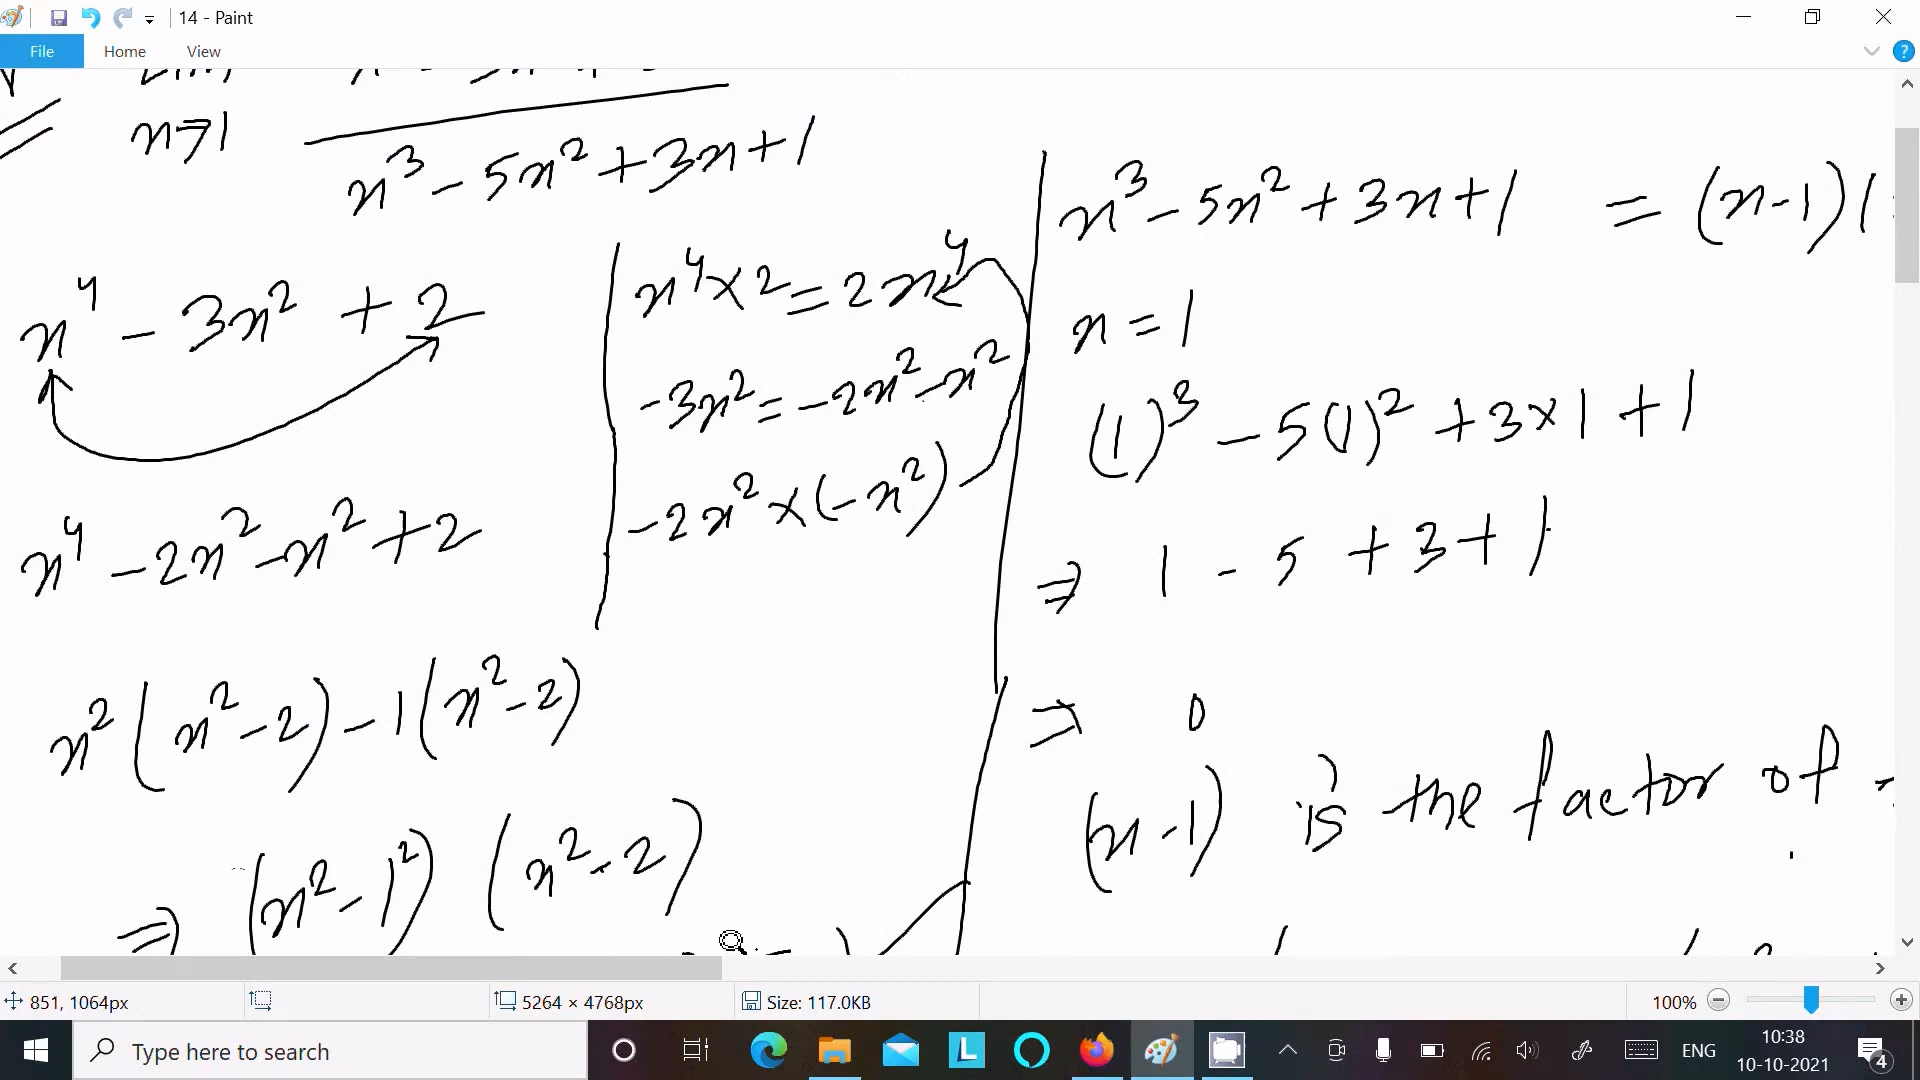 14 - Paint
File Home View
n→1
x³ - 5x² + 3x + 1
x⁴ - 3x² + 2
x⁴ - 2x² - x² + 2
x² (x² - 2) - 1 (x² - 2)
⇒ (x² - 1²) (x² - 2)
x⁴ × 2 = 2x⁴
-3x² = -2x² - x²
-2x² × (-x²)
x³ - 5x² + 3x + 1 = (x - 1) (
x = 1
(1)³ - 5(1)² + 3×1 + 1
⇒ 1 - 5 + 3 + 1
⇒ 0
(x - 1) is the factor of
851, 1064px 5264 × 4768px Size: 117.0KB 100%
Type here to search
ENG
10:38
10-10-2021
4